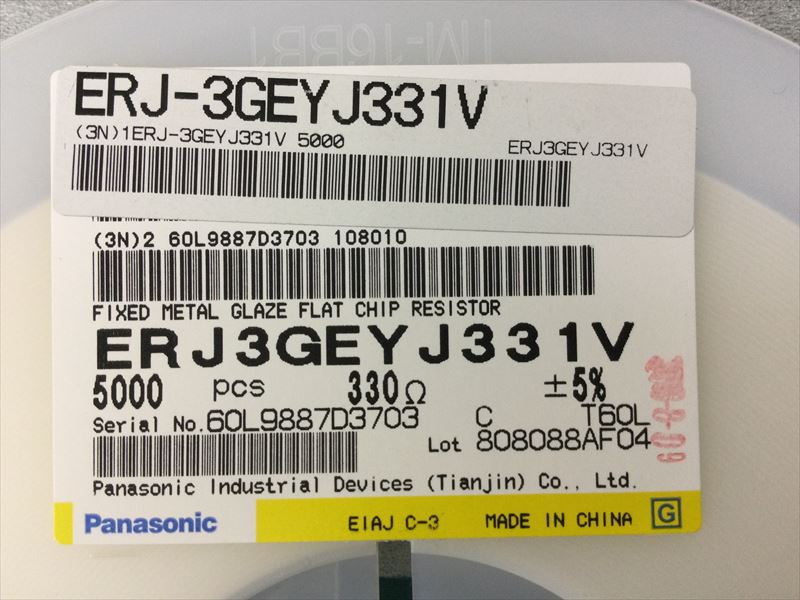 ERJ-3GEYJ331V
(3N)1ERJ-3GEYJ331V 5000 ERJ3GEYJ331V
(3N)2 60L9887D3703 108010
FIXED METAL GLAZE FLAT CHIP RESISTOR
ERJ3GEYJ331V
5000 pcs 330Ω ±5%
Serial No.60L9887D3703 C T60L
Lot 808088AF04
Panasonic Industrial Devices (Tianjin) Co., Ltd.
Panasonic EIAJ C-3 MADE IN CHINA G